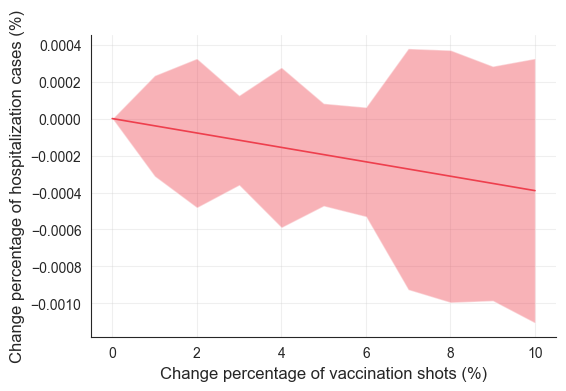 Change percentage of hospitalization cases (%)
0.0004
0.0002
0.0000
−0.0002
−0.0004
−0.0006
−0.0008
−0.0010
0 2 4 6 8 10
Change percentage of vaccination shots (%)